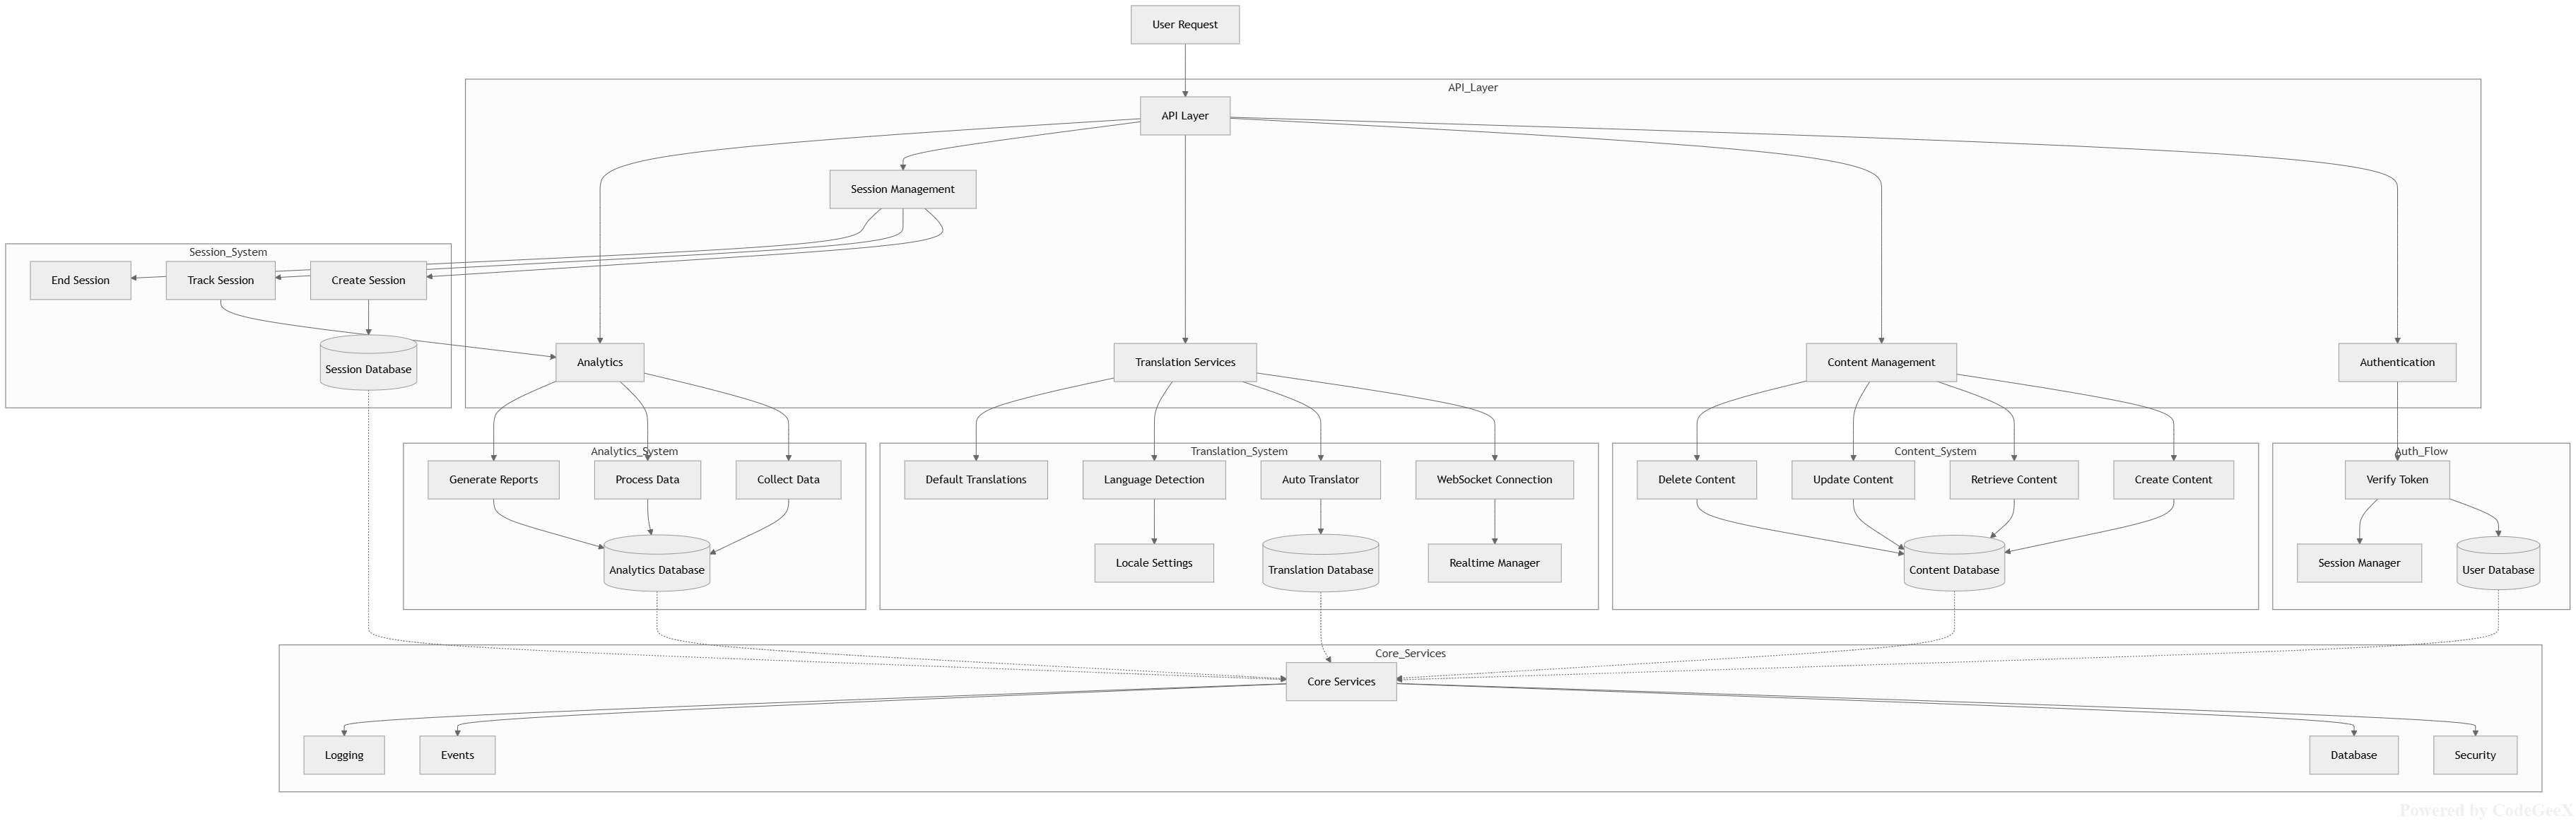 User Request
API_Layer
API Layer
Session Management
Session_System
End Session
Track Session
Create Session
Session Database
Analytics
Translation Services
Content Management
Authentication
Analytics_System
Generate Reports
Process Data
Collect Data
Analytics Database
Translation_System
Default Translations
Language Detection
Auto Translator
WebSocket Connection
Locale Settings
Translation Database
Realtime Manager
Content_System
Delete Content
Update Content
Retrieve Content
Create Content
Content Database
Auth_Flow
Verify Token
Session Manager
User Database
Core_Services
Core Services
Logging
Events
Database
Security
Powered by CodeGeeX